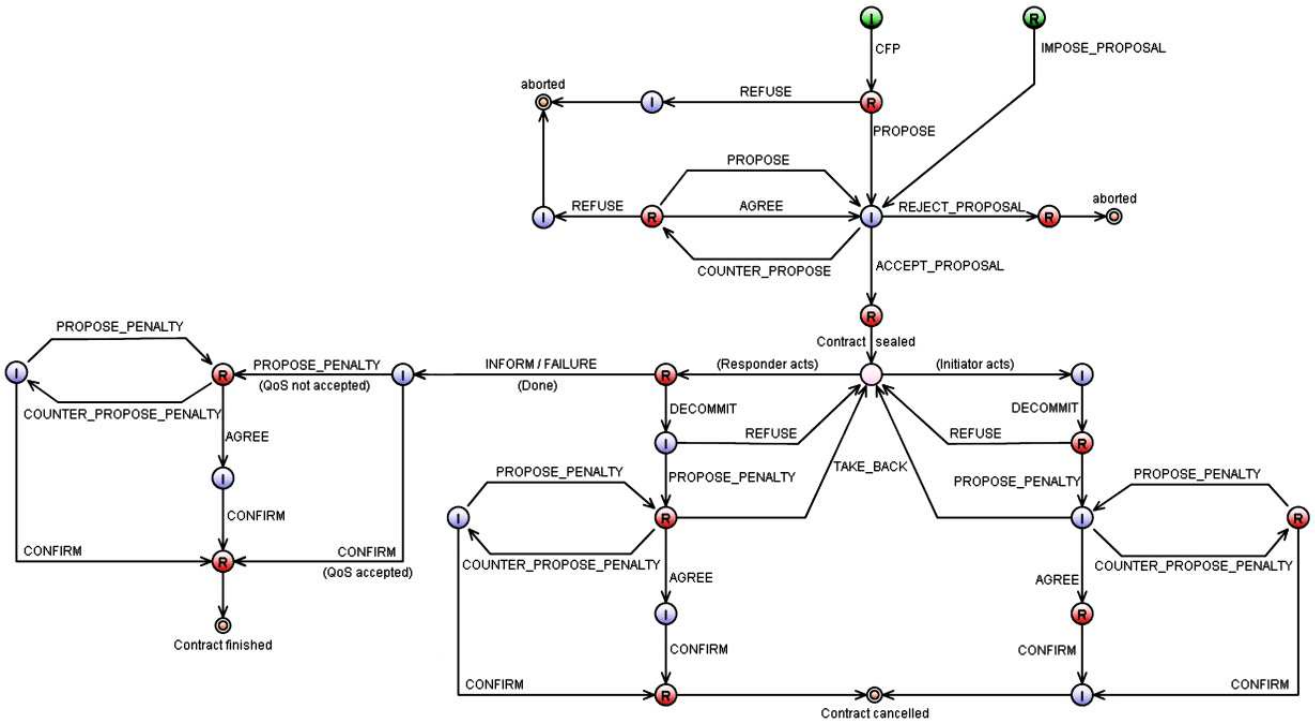 I
R
CFP
IMPOSE_PROPOSAL
aborted
I
REFUSE
R
PROPOSE
PROPOSE
I
REFUSE
R
AGREE
I
REJECT_PROPOSAL
R
aborted
COUNTER_PROPOSE
ACCEPT_PROPOSAL
R
Contract sealed
PROPOSE_PENALTY
I
R
PROPOSE_PENALTY
(QoS not accepted)
I
INFORM / FAILURE
(Done)
R
(Responder acts)
(Initiator acts)
I
COUNTER_PROPOSE_PENALTY
DECOMMIT
DECOMMIT
AGREE
I
REFUSE
REFUSE
R
PROPOSE_PENALTY
PROPOSE_PENALTY
TAKE_BACK
PROPOSE_PENALTY
PROPOSE_PENALTY
I
CONFIRM
I
R
I
R
CONFIRM
R
CONFIRM
(QoS accepted)
COUNTER_PROPOSE_PENALTY
COUNTER_PROPOSE_PENALTY
AGREE
AGREE
I
R
Contract finished
CONFIRM
CONFIRM
CONFIRM
CONFIRM
R
I
Contract cancelled